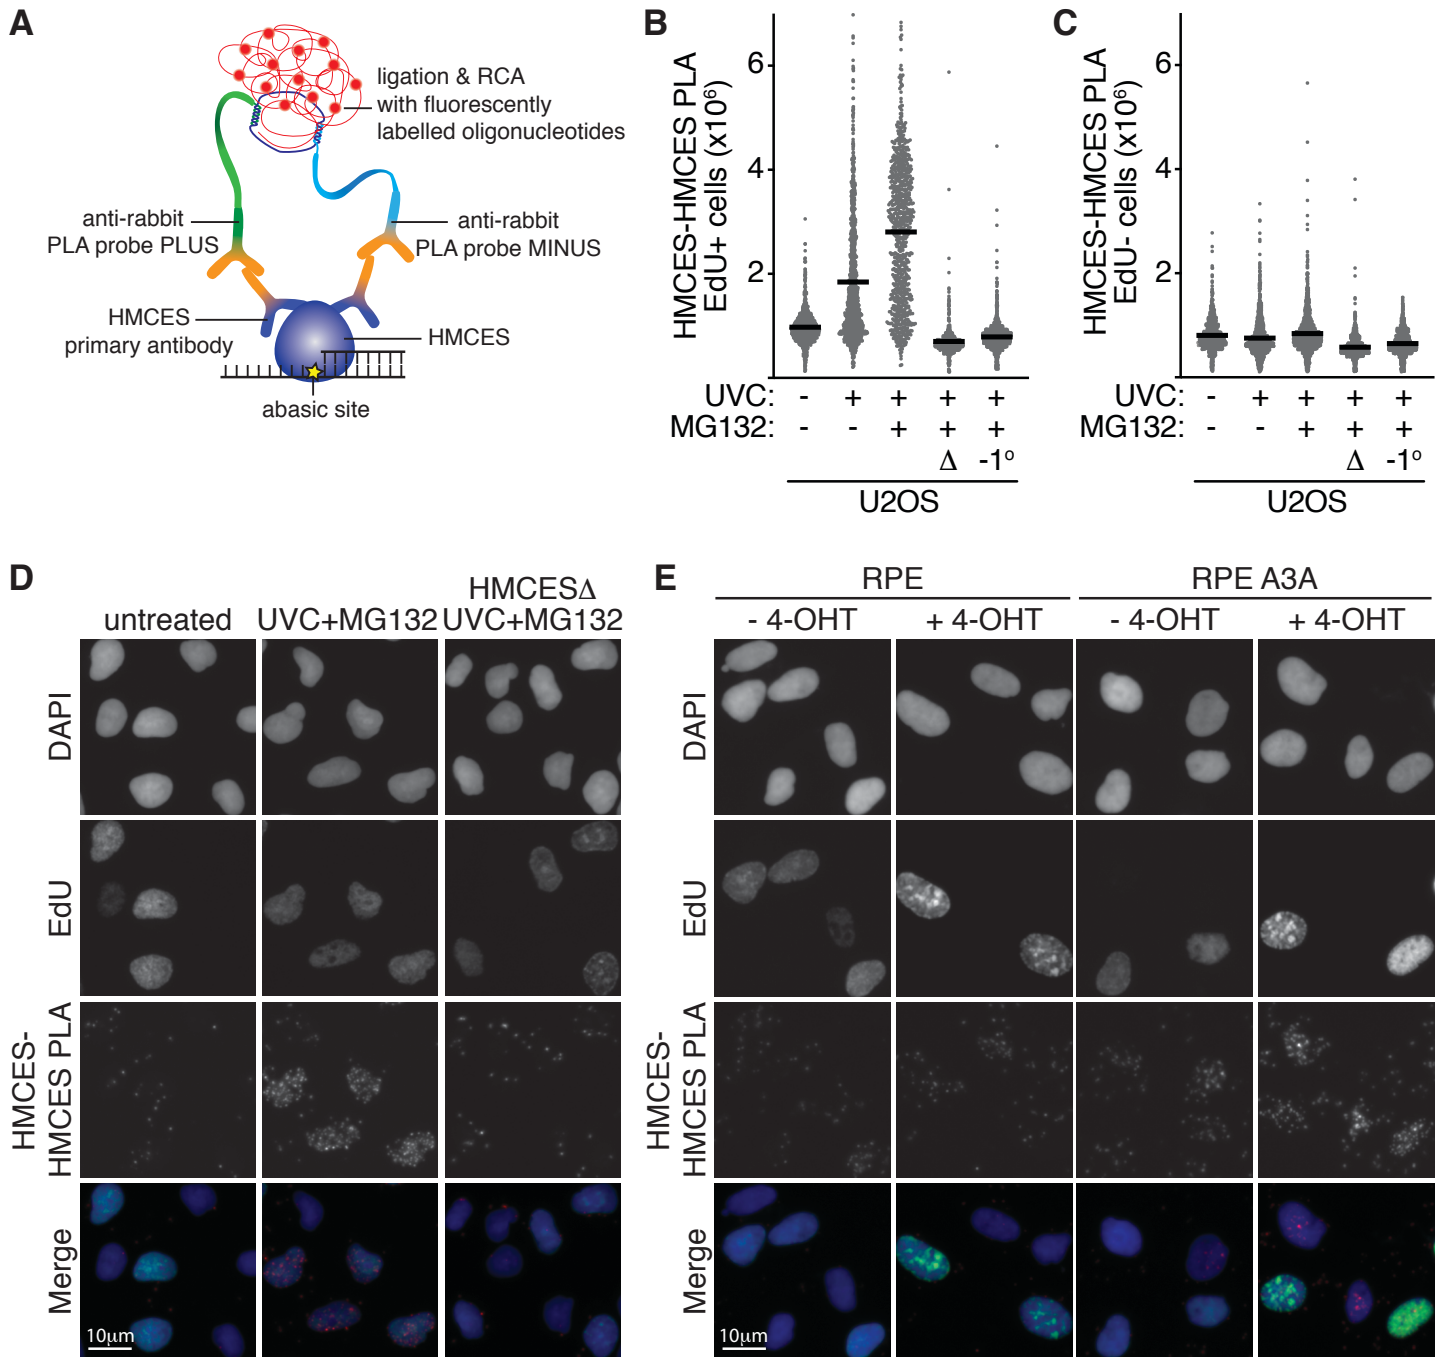 A
ligation & RCA
with fluorescently
labelled oligonucleotides
anti-rabbit
PLA probe PLUS
anti-rabbit
PLA probe MINUS
HMCES
primary antibody
HMCES
abasic site
B
HMCES-HMCES PLA
EdU+ cells (x10⁶)
6
4
2
UVC: - + + + +
MG132: - - + + +
Δ -1º
U2OS
C
HMCES-HMCES PLA
EdU- cells (x10⁶)
6
4
2
UVC: - + + + +
MG132: - - + + +
Δ -1º
U2OS
D
untreated
UVC+MG132
HMCESΔ
UVC+MG132
DAPI
EdU
HMCES-
HMCES PLA
Merge
10μm
E
RPE
RPE A3A
- 4-OHT
+ 4-OHT
- 4-OHT
+ 4-OHT
DAPI
EdU
HMCES-
HMCES PLA
Merge
10μm